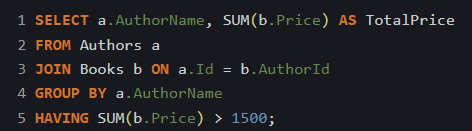 1 SELECT a.AuthorName, SUM(b.Price) AS TotalPrice
2 FROM Authors a
3 JOIN Books b ON a.Id = b.AuthorId
4 GROUP BY a.AuthorName
5 HAVING SUM(b.Price) > 1500;